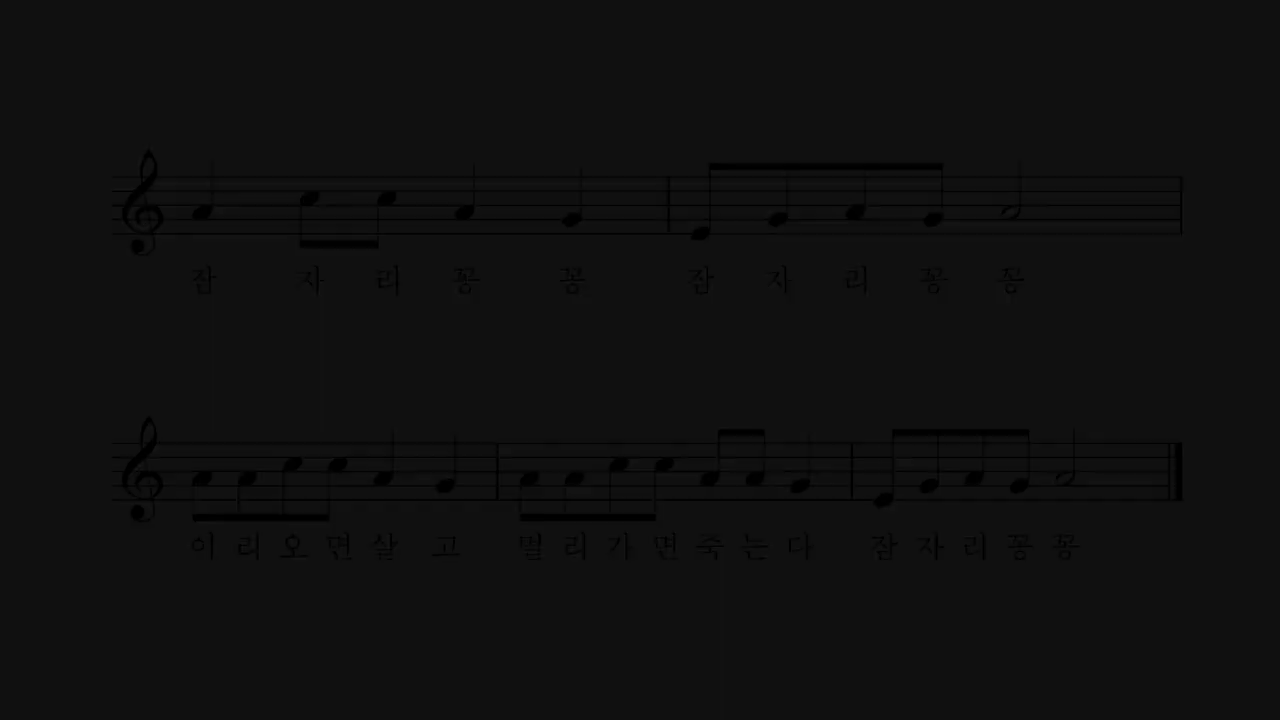 잠 자 리 꽁 꽁 잠 자 리 꽁 꽁
이 리 오 면 살 고 멀 리 가 면 죽 는 다 잠 자 리 꽁 꽁